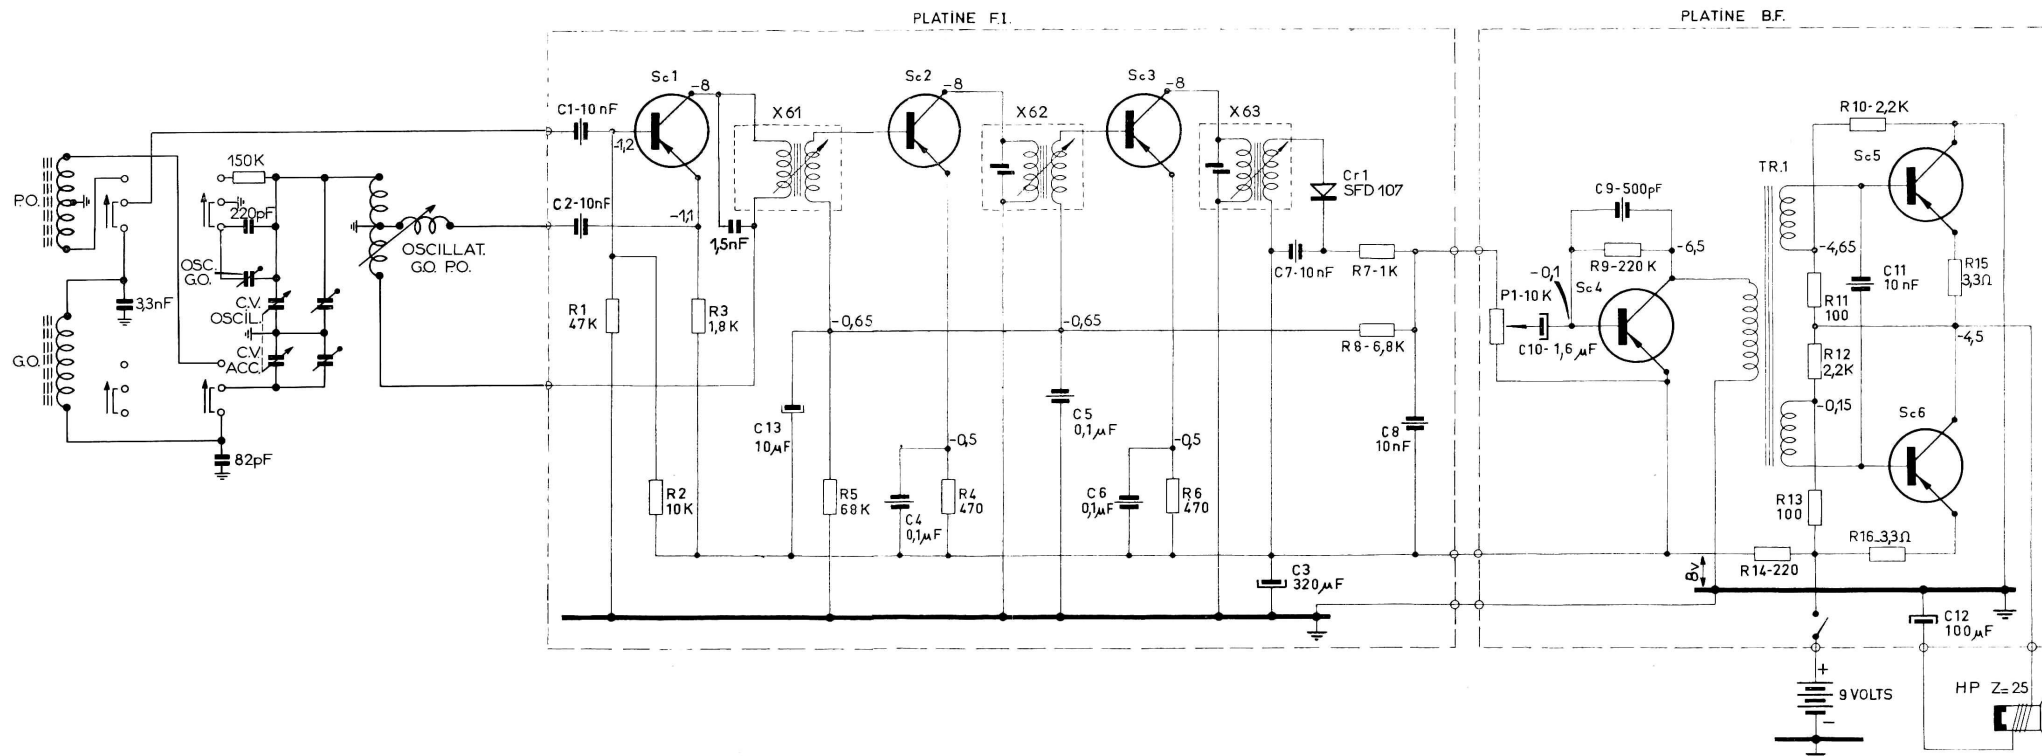 PLATINE F.I.
PLATINE B.F.
P.O.
G.O.
150K
220pF
OSC.
G.O.
3,3nF
C.V.
OSCIL.
C.V.
ACC.
82pF
OSCILLAT.
G.O. P.O.
C1-10nF
C2-10nF
Sc1
-8
-1,2
-1,1
1,5nF
X61
R1
47K
R2
10K
R3
1,8K
C13
10µF
-0,65
R5
68K
Sc2
-8
-0,5
C4
0,1µF
R4
470
X62
-0,65
C5
0,1µF
Sc3
-8
-0,5
C6
0,1µF
R6
470
X63
Cr1
SFD 107
C7-10nF
R7-1K
R8-6,8K
C8
10nF
C3
320µF
P1-10K
C10-1,6µF
-0,1
Sc4
C9-500pF
R9-220K
-6,5
TR.1
R10-2,2K
-4,65
R11
100
R12
2,2K
-0,15
R13
100
C11
10nF
Sc5
R15
3,3Ω
-4,5
Sc6
R16_3,3Ω
R14-220
8v
C12
100µF
+
9 VOLTS
-
HP Z=25